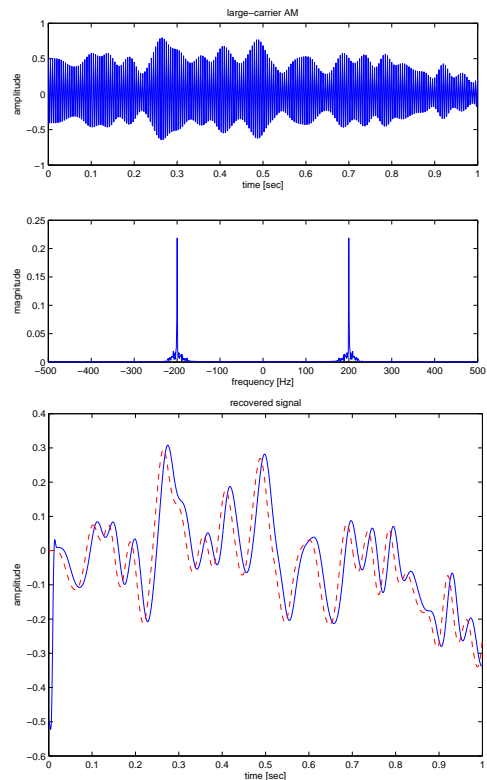 large-carrier AM
1
0.5
0
−0.5
−1
amplitude
0 0.1 0.2 0.3 0.4 0.5 0.6 0.7 0.8 0.9 1
time [sec]
0.25
0.2
0.15
0.1
0.05
0
magnitude
−500 −400 −300 −200 −100 0 100 200 300 400 500
frequency [Hz]
recovered signal
0.4
0.3
0.2
0.1
0
−0.1
−0.2
−0.3
−0.4
−0.5
−0.6
amplitude
0 0.1 0.2 0.3 0.4 0.5 0.6 0.7 0.8 0.9 1
time [sec]